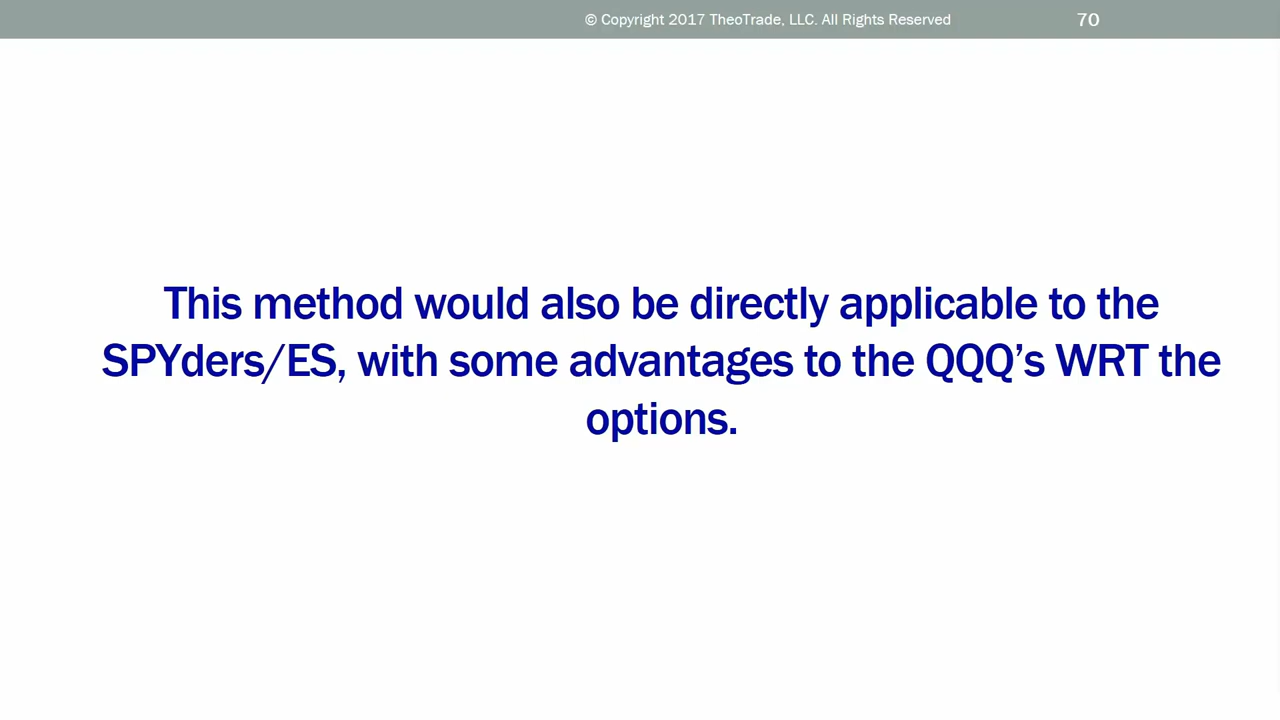 © Copyright 2017 TheoTrade, LLC. All Rights Reserved 70
This method would also be directly applicable to the
SPYders/ES, with some advantages to the QQQ’s WRT the
options.